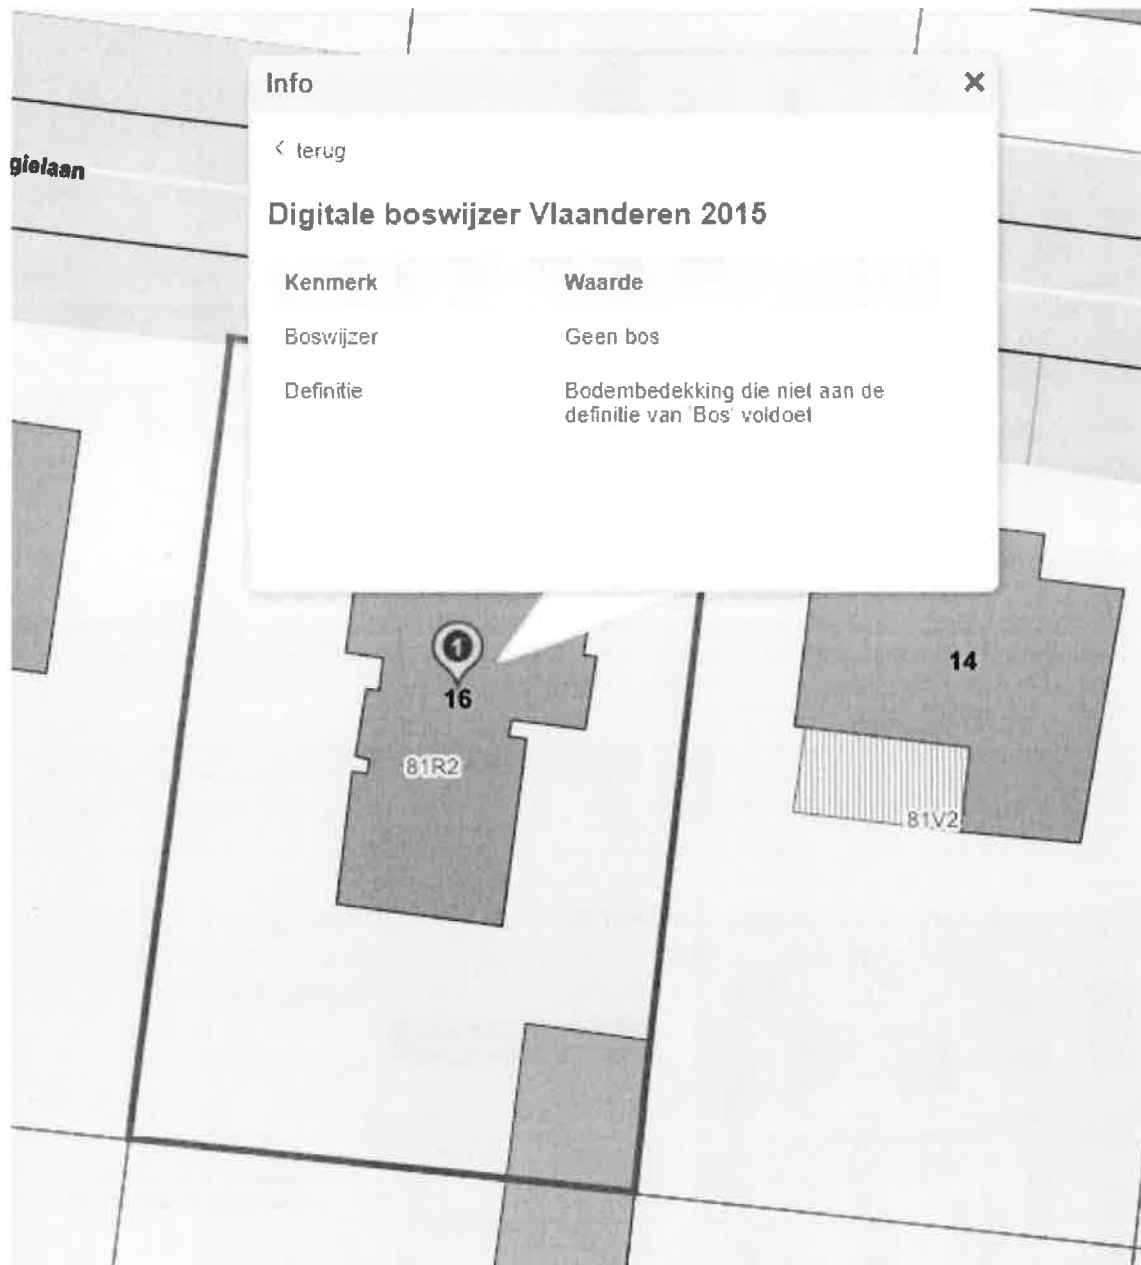 Info
< terug
gielaan
Digitale boswijzer Vlaanderen 2015
Kenmerk Waarde
Boswijzer Geen bos
Definitie Bodembedekking die niet aan de
definitie van 'Bos' voldoet
1
16
14
81R2
81V2